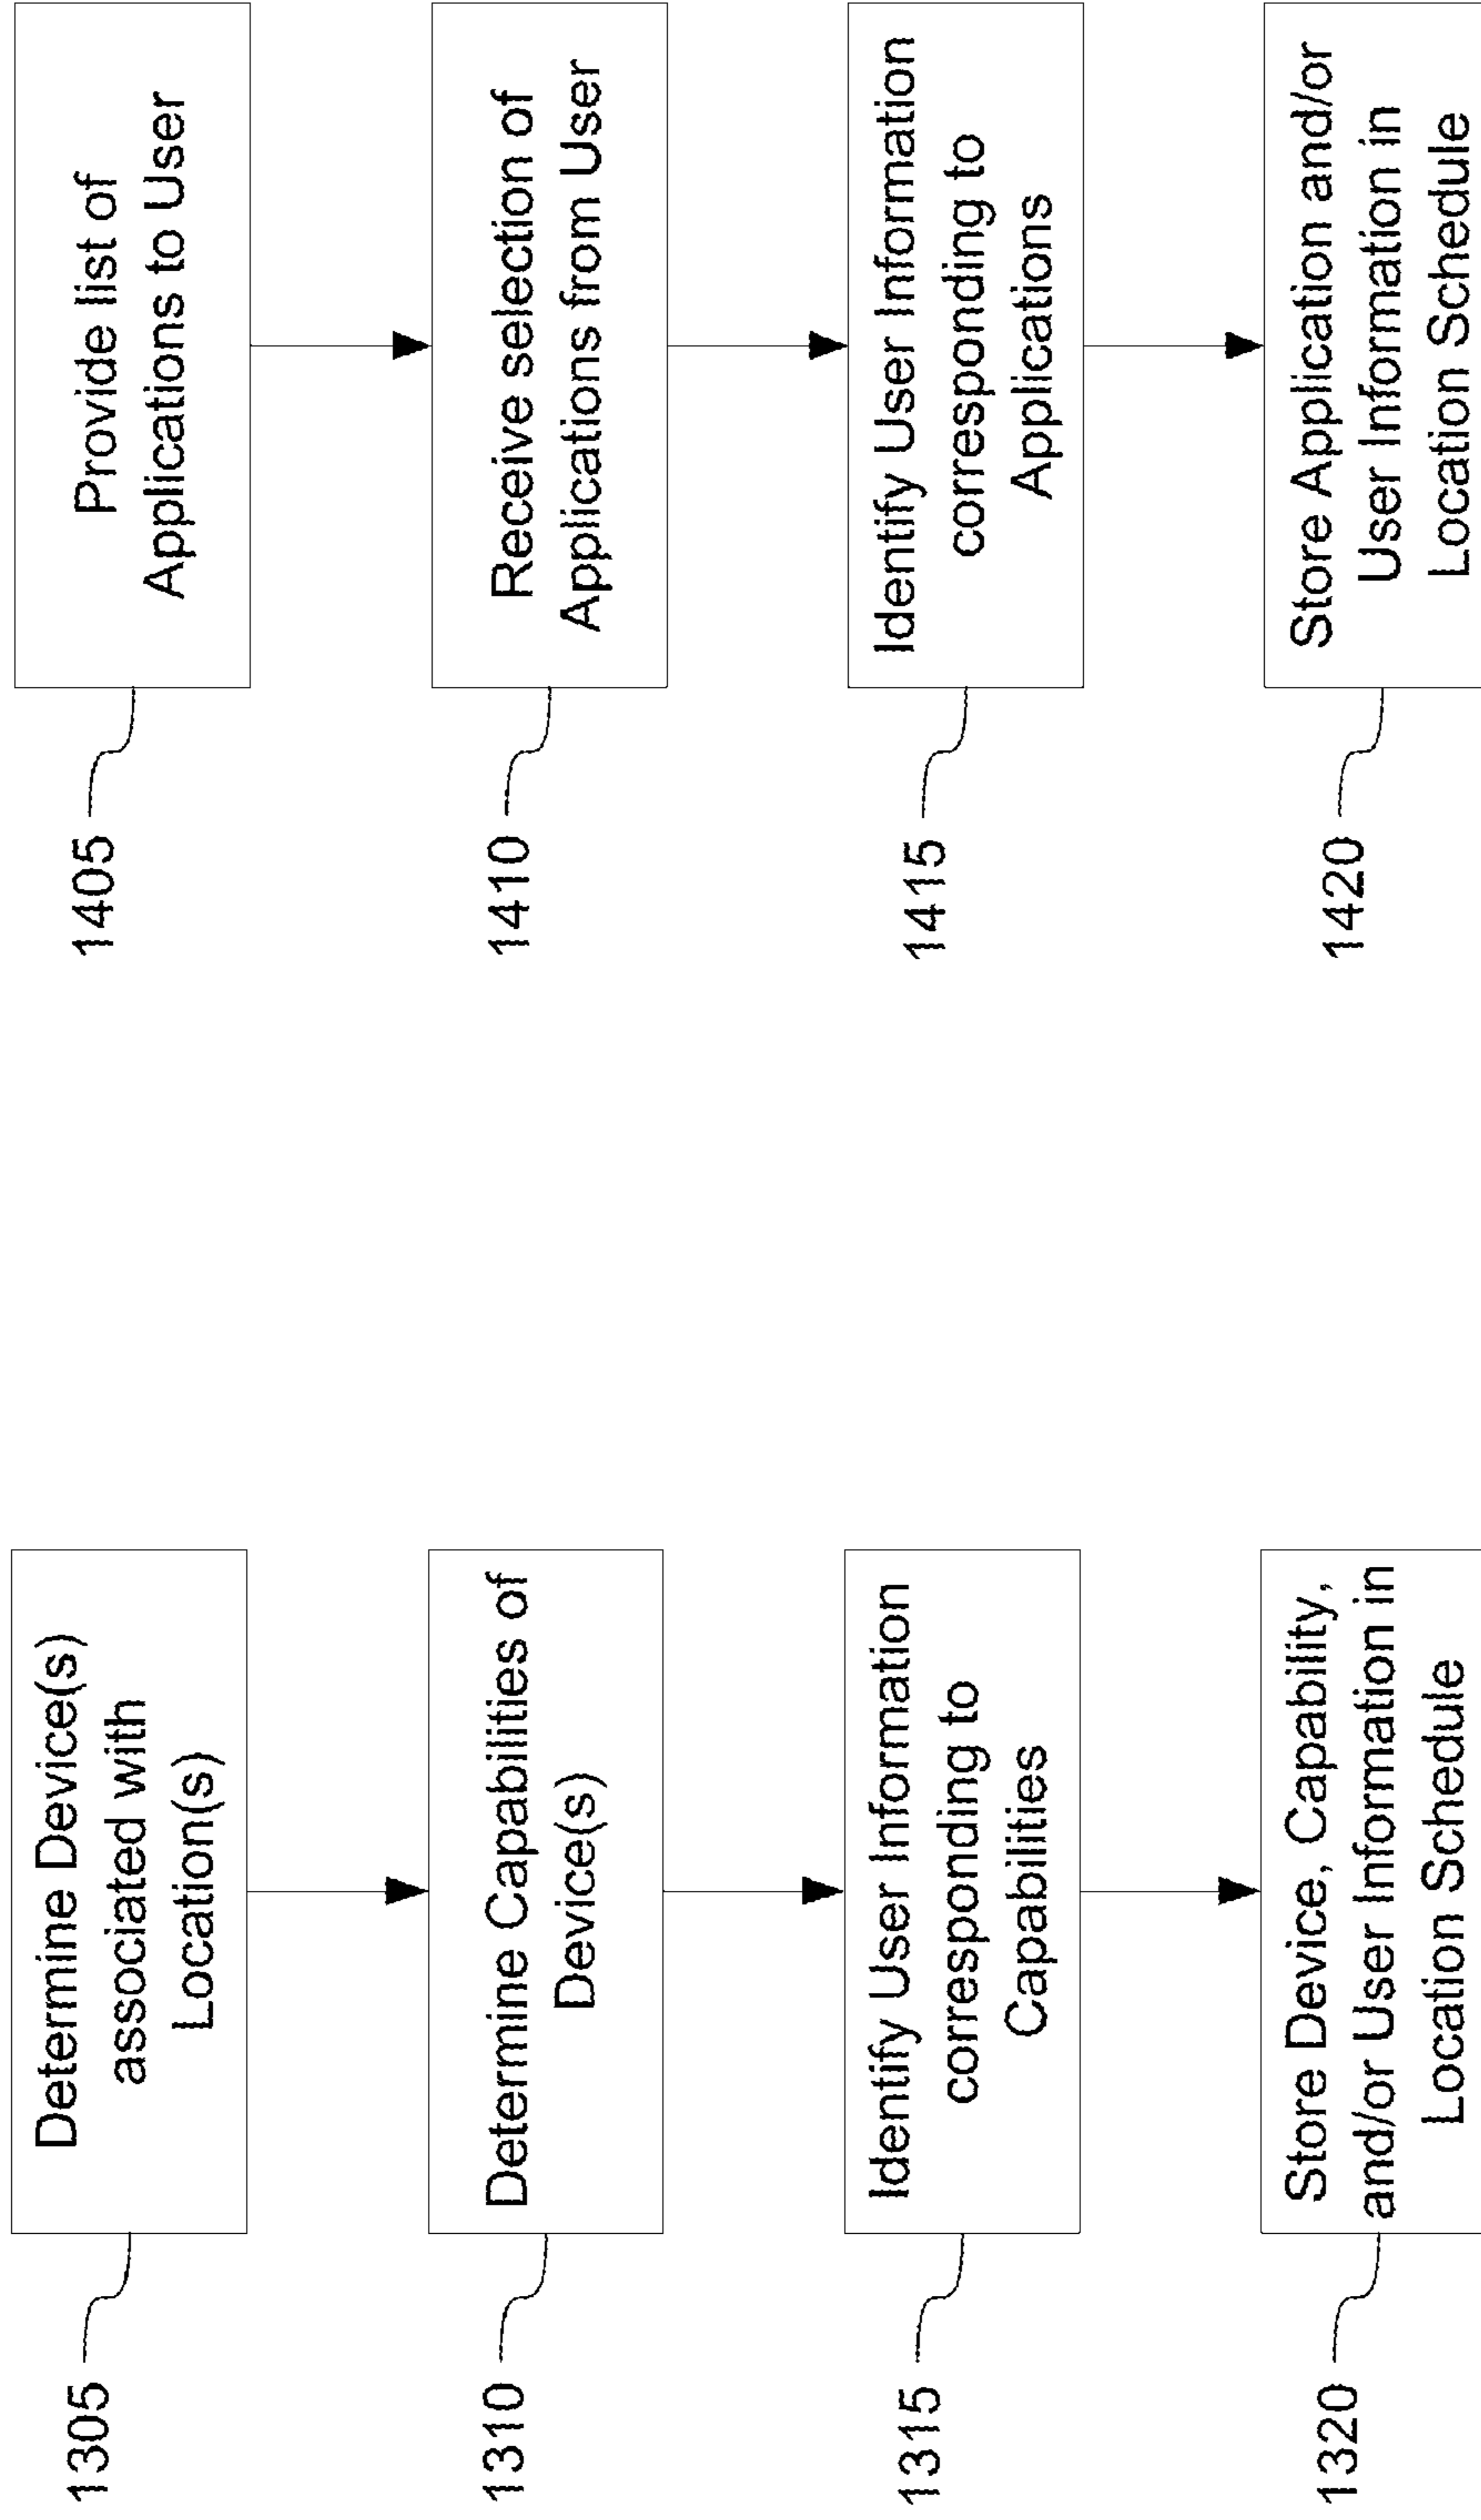 1305
Determine Device(s)
associated with
Location(s)
1310
Determine Capabilities of
Device(s)
1315
Identify User Information
corresponding to
Capabilities
1320
Store Device, Capability,
and/or User Information in
Location Schedule
1405
Provide list of
Applications to User
1410
Receive selection of
Applications from User
1415
Identify User Information
corresponding to
Applications
1420
Store Application and/or
User Information in
Location Schedule